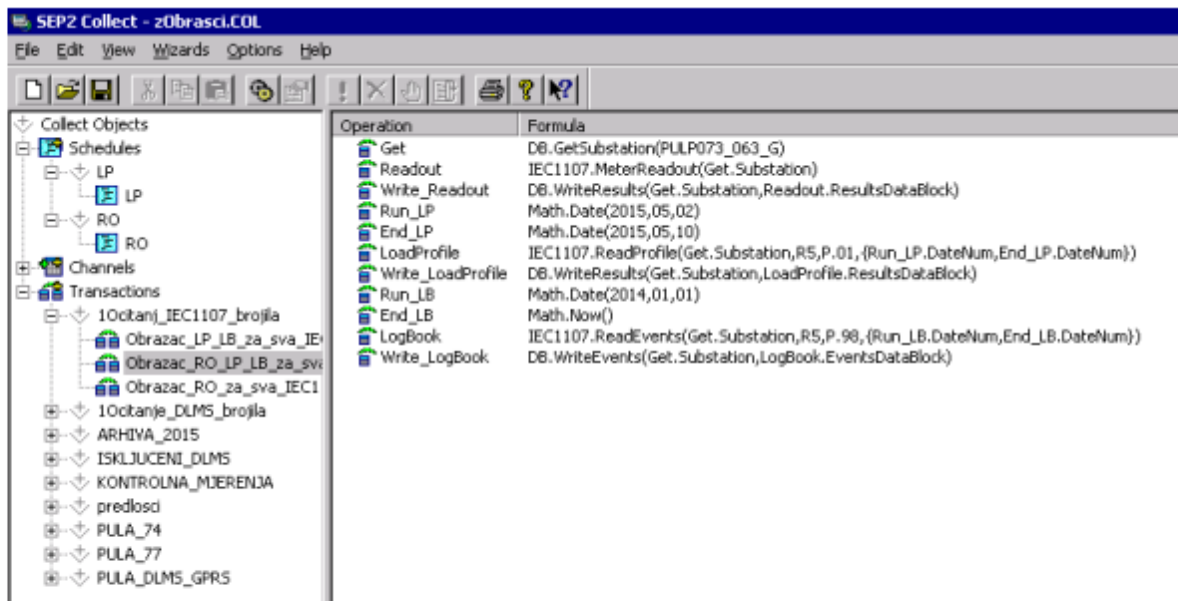 SEP2 Collect - zObrasci.COL
File Edit View Wizards Options Help
Collect Objects
Schedules
LP
LP
RO
RO
Channels
Transactions
1Ocitanj_IEC1107_brojila
Obrazac_LP_LB_za_sva_IE
Obrazac_RO_LP_LB_za_sva
Obrazac_RO_za_sva_IEC1
1Ocitanje_DLMS_brojila
ARHIVA_2015
ISKLJUCENI_DLMS
KONTROLNA_MJERENJA
predlosci
PULA_74
PULA_77
PULA_DLMS_GPRS
Operation Formula
Get DB.GetSubstation(PULP073_063_G)
Readout IEC1107.MeterReadout(Get.Substation)
Write_Readout DB.WriteResults(Get.Substation,Readout.ResultsDataBlock)
Run_LP Math.Date(2015,05,02)
End_LP Math.Date(2015,05,10)
LoadProfile IEC1107.ReadProfile(Get.Substation,R5,P.01,{Run_LP.DateNum,End_LP.DateNum})
Write_LoadProfile DB.WriteResults(Get.Substation,LoadProfile.ResultsDataBlock)
Run_LB Math.Date(2014,01,01)
End_LB Math.Now()
LogBook IEC1107.ReadEvents(Get.Substation,R5,P.98,{Run_LB.DateNum,End_LB.DateNum})
Write_LogBook DB.WriteEvents(Get.Substation,LogBook.EventsDataBlock)